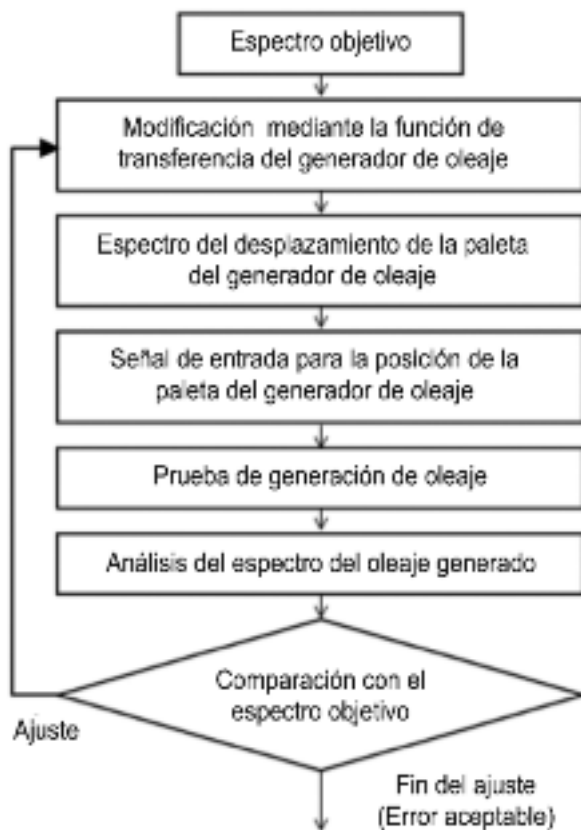 Espectro objetivo
Modificación mediante la función de
transferencia del generador de oleaje
Espectro del desplazamiento de la paleta
del generador de oleaje
Señal de entrada para la posición de la
paleta del generador de oleaje
Prueba de generación de oleaje
Análisis del espectro del oleaje generado
Comparación con el
espectro objetivo
Ajuste
Fin del ajuste
(Error aceptable)